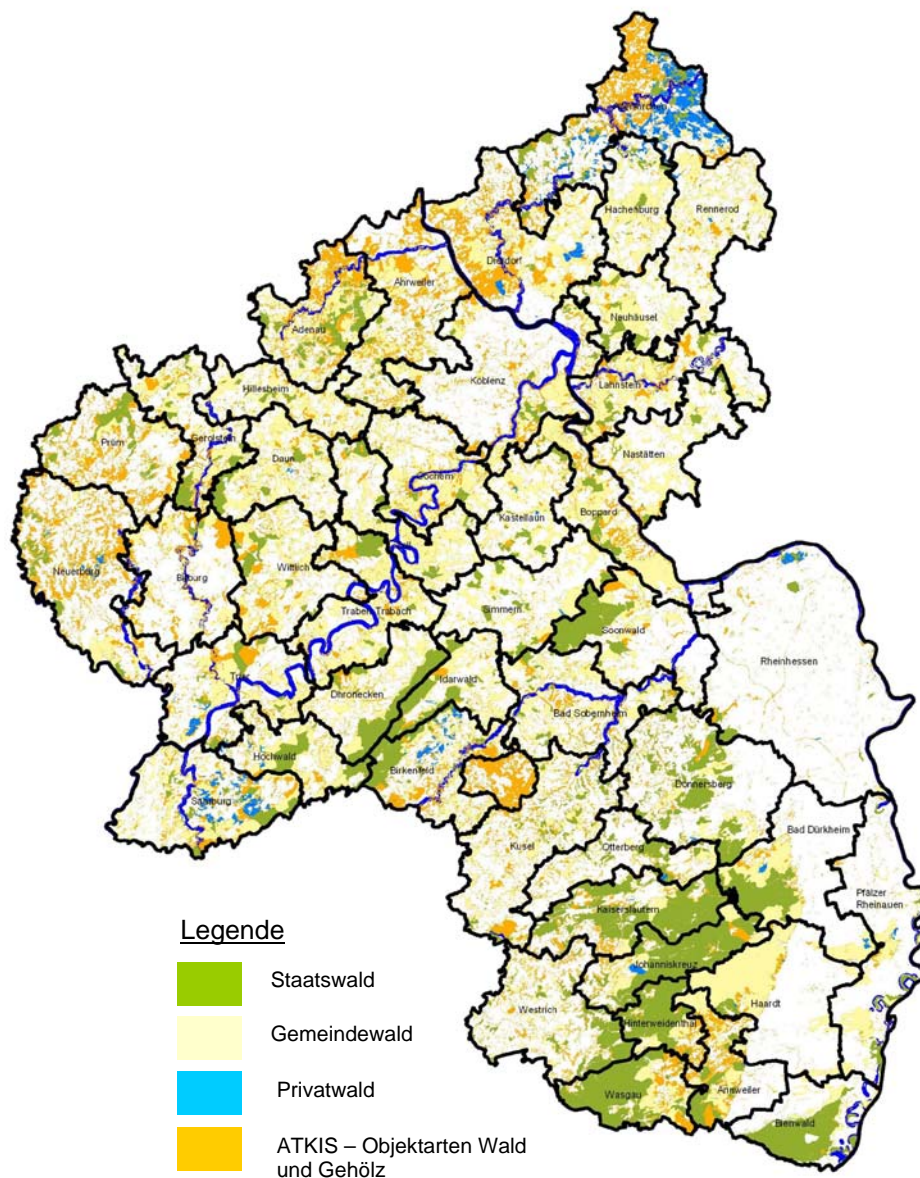 Hachenburg
Rennerod
Dierdorf
Ahrweiler
Neuhäusel
Adenau
Koblenz
Lahnstein
Hillesheim
Prüm
Gerolstein
Daun
Nastätten
Cochem
Kastellaun
Boppard
Neuerburg
Bitburg
Wittlich
Traben-Trabach
Simmern
Soonwald
Rheinhessen
Trier
Idarwald
Dhronecken
Bad Sobernheim
Hochwald
Birkenfeld
Donnersberg
Saarburg
Bad Dürkheim
Kusel
Otterberg
Pfälzer
Rheinauen
Kaiserslautern
Legende
Johanniskreuz
Staatswald
Westrich
Haardt
Hinterweidenthal
Gemeindewald
Wasgau
Annweiler
Privatwald
Bienwald
ATKIS – Objektarten Wald
und Gehölz